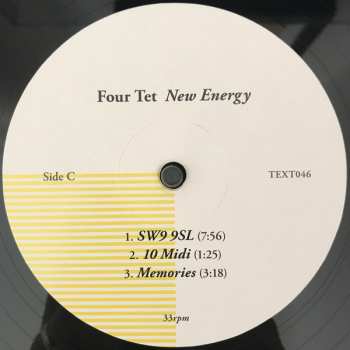 Four Tet New Energy
Side C
TEXT046
1. SW9 9SL (7:56)
2. 10 Midi (1:25)
3. Memories (3:18)
33rpm